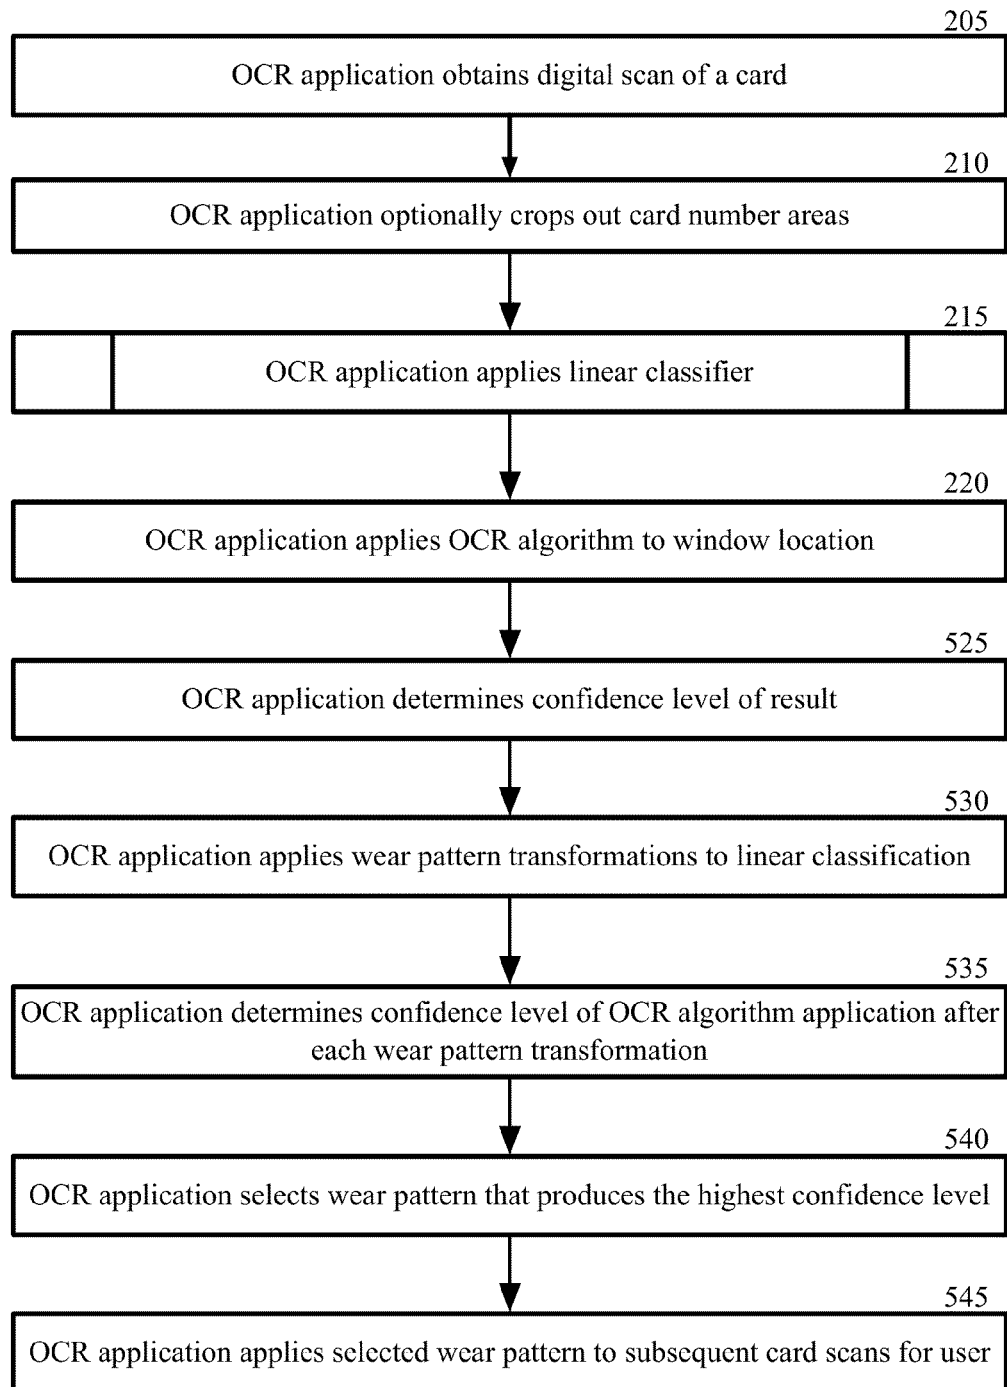 205
OCR application obtains digital scan of a card
210
OCR application optionally crops out card number areas
215
OCR application applies linear classifier
220
OCR application applies OCR algorithm to window location
525
OCR application determines confidence level of result
530
OCR application applies wear pattern transformations to linear classification
535
OCR application determines confidence level of OCR algorithm application after
each wear pattern transformation
540
OCR application selects wear pattern that produces the highest confidence level
545
OCR application applies selected wear pattern to subsequent card scans for user